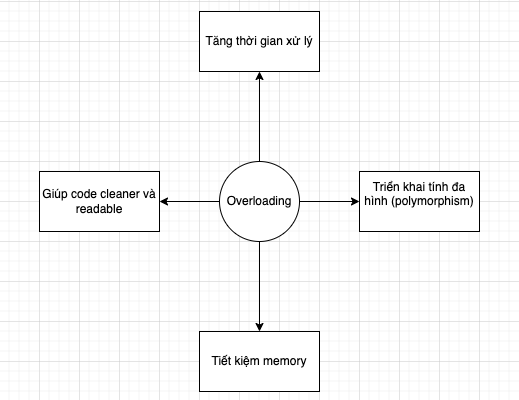 Tăng thời gian xử lý
Giúp code cleaner và
readable
Overloading
Triển khai tính đa
hình (polymorphism)
Tiết kiệm memory